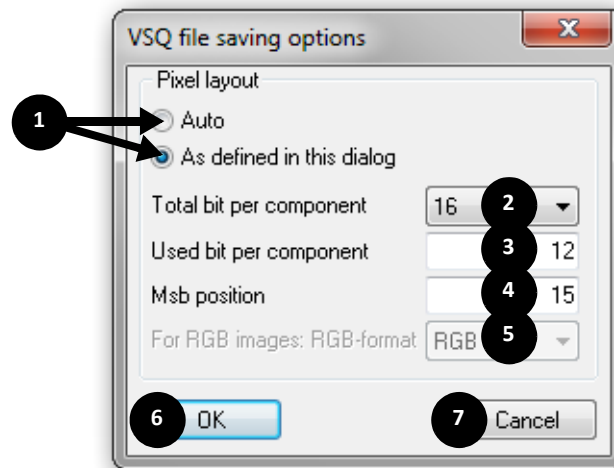 VSQ file saving options
Pixel layout
1
Auto
As defined in this dialog
Total bit per component 16 2
Used bit per component 3 12
Msb position 4 15
For RGB images: RGB-format RGB 5
6 OK 7 Cancel